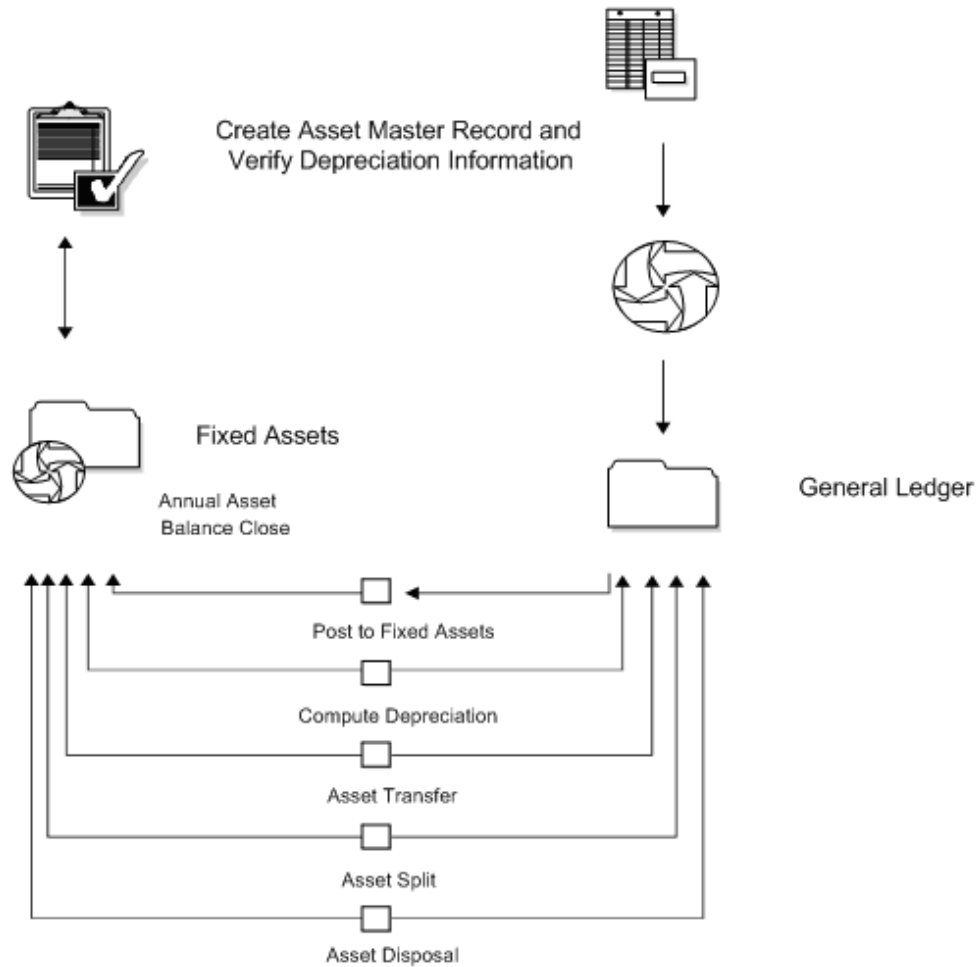 Create Asset Master Record and
Verify Depreciation Information
Fixed Assets
Annual Asset
Balance Close
General Ledger
Post to Fixed Assets
Compute Depreciation
Asset Transfer
Asset Split
Asset Disposal